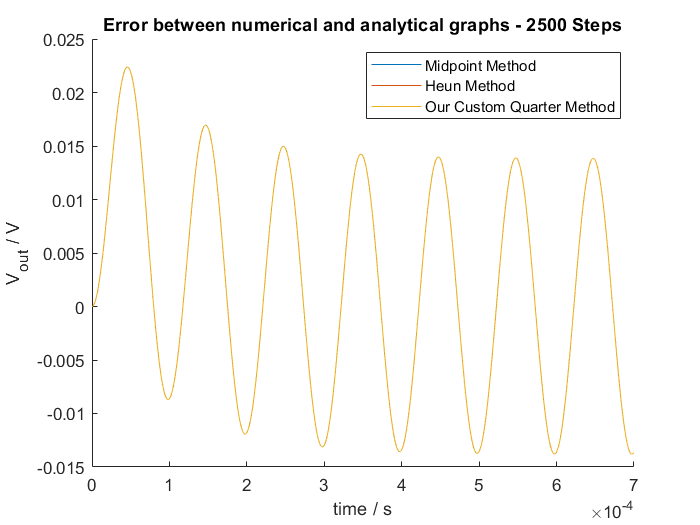 Error between numerical and analytical graphs - 2500 Steps
Midpoint Method
Heun Method
Our Custom Quarter Method
V_out / V
0.025
0.02
0.015
0.01
0.005
0
-0.005
-0.01
-0.015
0 1 2 3 4 5 6 7
time / s
×10^-4